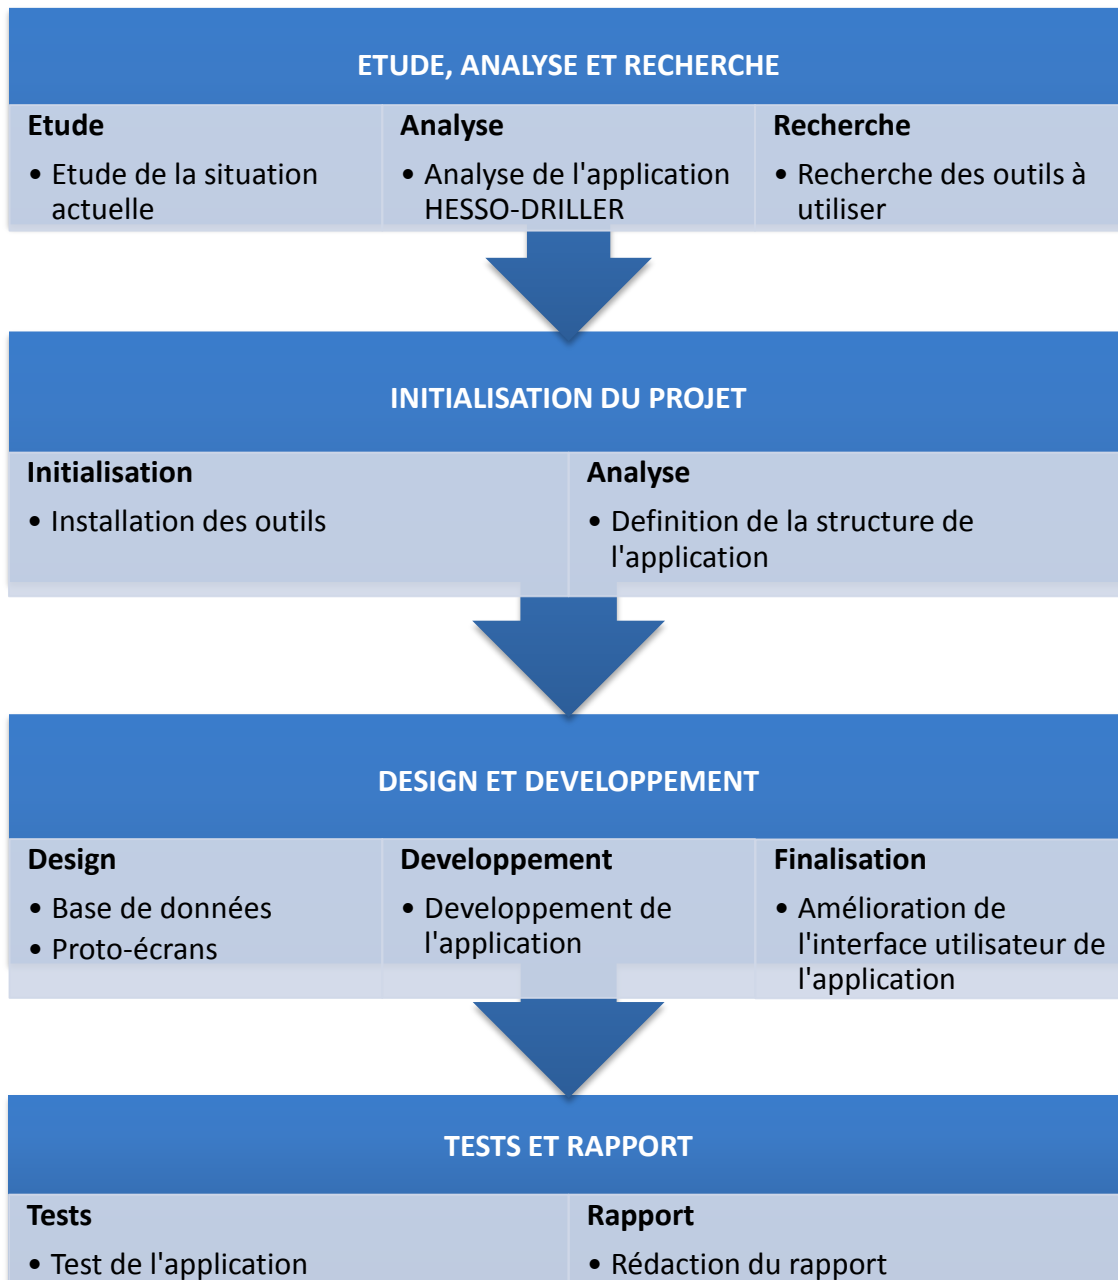 ETUDE, ANALYSE ET RECHERCHE
Etude
• Etude de la situation
actuelle
Analyse
• Analyse de l'application
HESSO-DRILLER
Recherche
• Recherche des outils à
utiliser
INITIALISATION DU PROJET
Initialisation
• Installation des outils
Analyse
• Definition de la structure de
l'application
DESIGN ET DEVELOPPEMENT
Design
• Base de données
• Proto-écrans
Developpement
• Developpement de
l'application
Finalisation
• Amélioration de
l'interface utilisateur de
l'application
TESTS ET RAPPORT
Tests
• Test de l'application
Rapport
• Rédaction du rapport